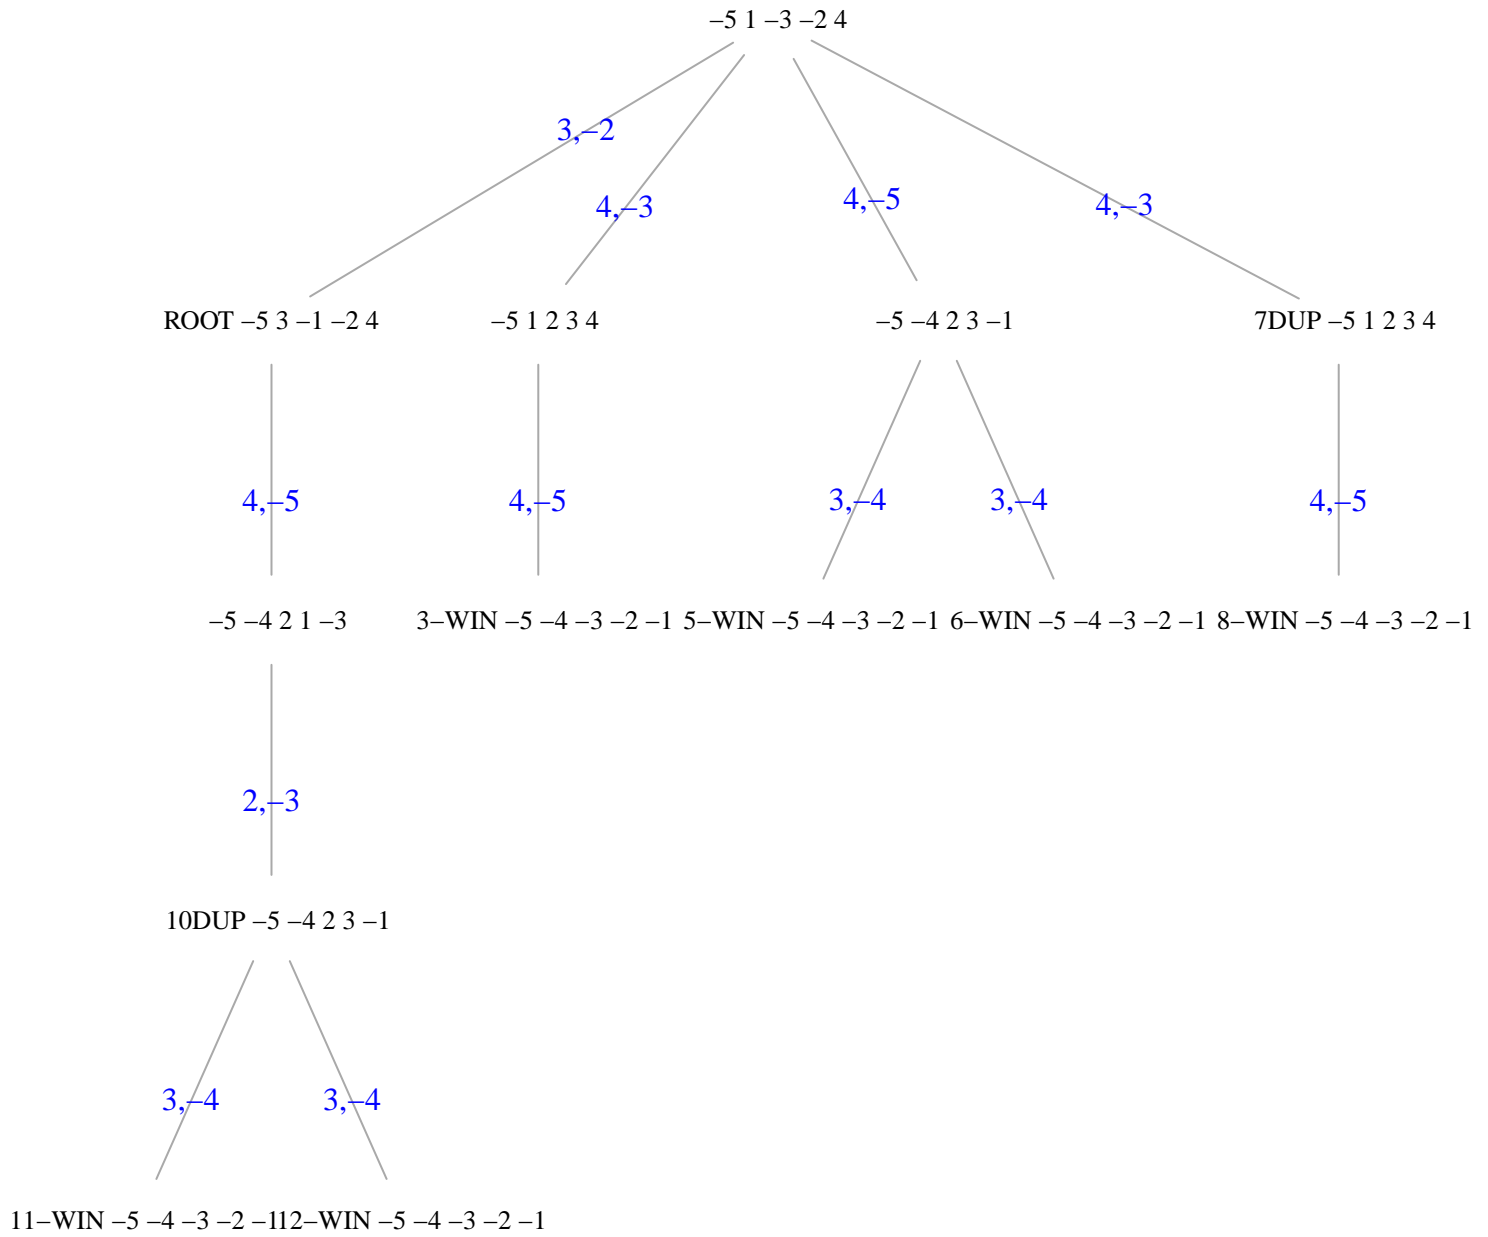 –5 1 –3 –2 4
3,–2
4,–3
4,–5
4,–3
ROOT –5 3 –1 –2 4
–5 1 2 3 4
–5 –4 2 3 –1
7DUP –5 1 2 3 4
4,–5
4,–5
3,–4
3,–4
4,–5
–5 –4 2 1 –3
3–WIN –5 –4 –3 –2 –1
5–WIN –5 –4 –3 –2 –1
6–WIN –5 –4 –3 –2 –1
8–WIN –5 –4 –3 –2 –1
2,–3
10DUP –5 –4 2 3 –1
3,–4
3,–4
11–WIN –5 –4 –3 –2 –1
12–WIN –5 –4 –3 –2 –1